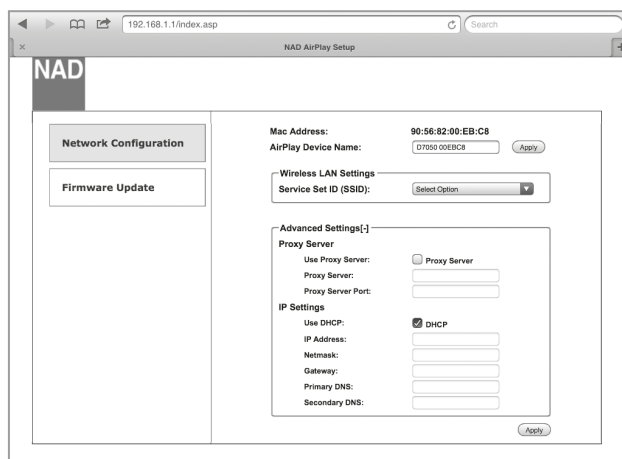 192.168.1.1/index.asp
Search
NAD AirPlay Setup
NAD
Network Configuration
Firmware Update
Mac Address: 90:56:82:00:EB:C8
AirPlay Device Name: D7050 00EBC8 Apply
Wireless LAN Settings
Service Set ID (SSID): Select Option
Advanced Settings[-]
Proxy Server
Use Proxy Server: Proxy Server
Proxy Server:
Proxy Server Port:
IP Settings
Use DHCP: DHCP
IP Address:
Netmask:
Gateway:
Primary DNS:
Secondary DNS:
Apply